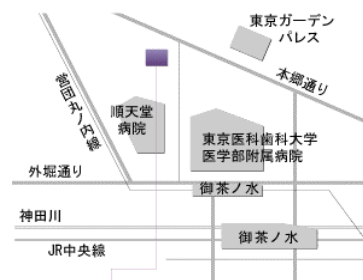 東京ガーデン
パレス
本郷通り
営団丸ノ内線
順天堂
病院
東京医科歯科大学
医学部附属病院
外堀通り
御茶ノ水
神田川
御茶ノ水
JR中央線